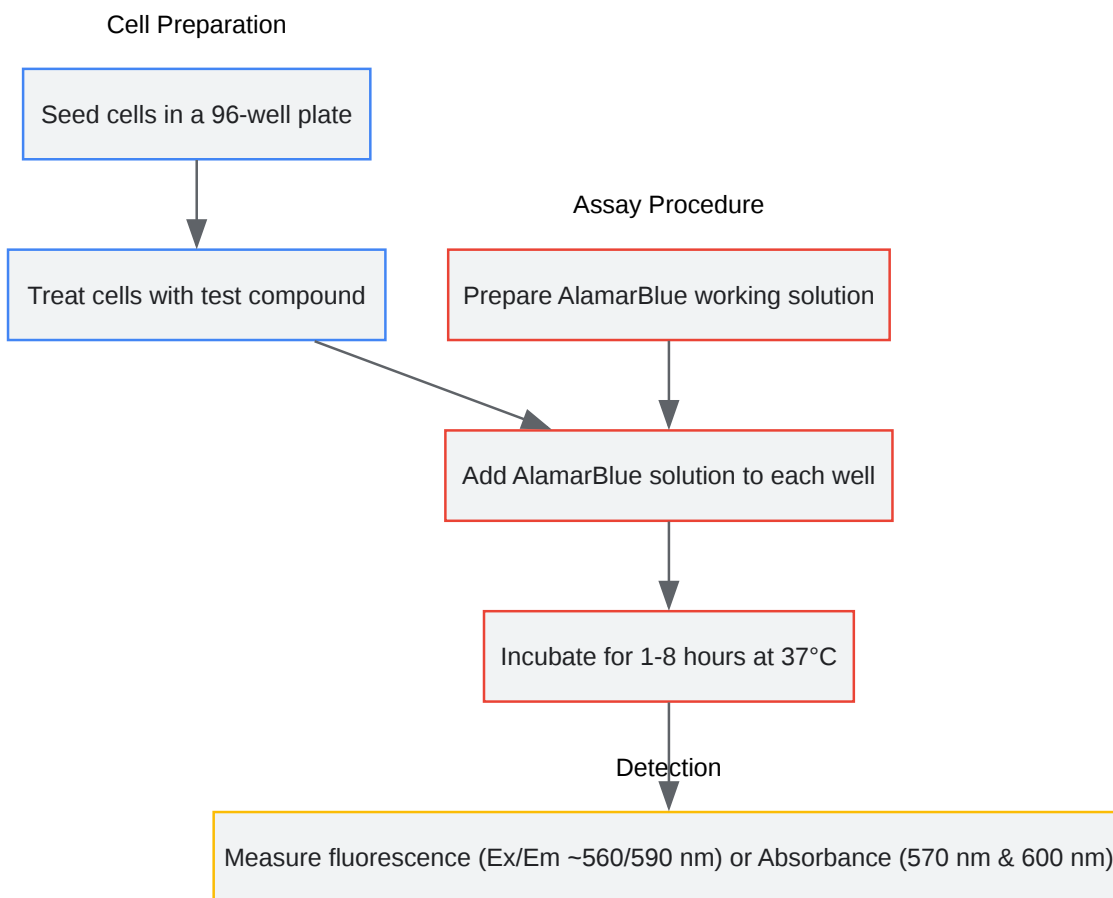 Cell Preparation
Seed cells in a 96-well plate
Treat cells with test compound
Assay Procedure
Prepare AlamarBlue working solution
Add AlamarBlue solution to each well
Incubate for 1-8 hours at 37°C
Detection
Measure fluorescence (Ex/Em ~560/590 nm) or Absorbance (570 nm & 600 nm)